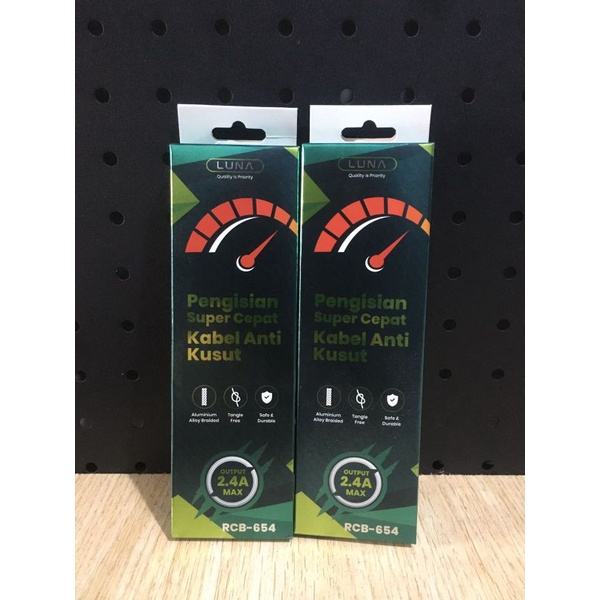 LUNA
Quality is Priority
Pengisian
Super Cepat
Kabel Anti
Kusut
Aluminium
Alloy Braided
Tangle
Free
Safe &
Durable
OUTPUT
2.4A
MAX
RCB-654
LUNA
Quality is Priority
Pengisian
Super Cepat
Kabel Anti
Kusut
Aluminium
Alloy Braided
Tangle
Free
Safe &
Durable
OUTPUT
2.4A
MAX
RCB-654